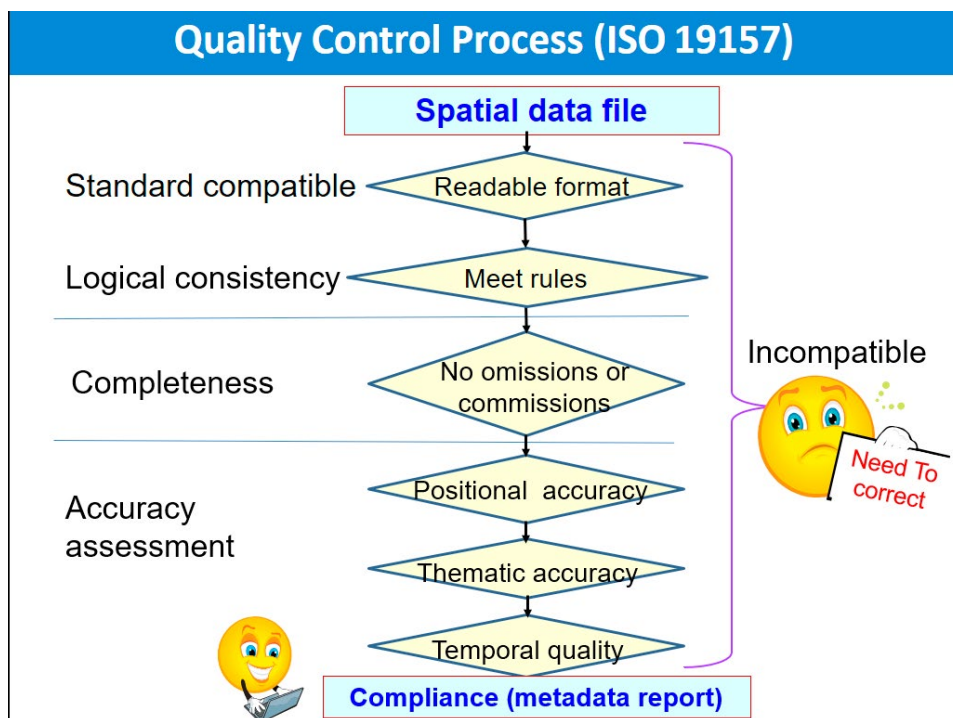 Quality Control Process (ISO 19157)
Spatial data file
Standard compatible
Readable format
Logical consistency
Meet rules
Completeness
No omissions or
commissions
Incompatible
Need To
correct
Accuracy
assessment
Positional accuracy
Thematic accuracy
Temporal quality
Compliance (metadata report)